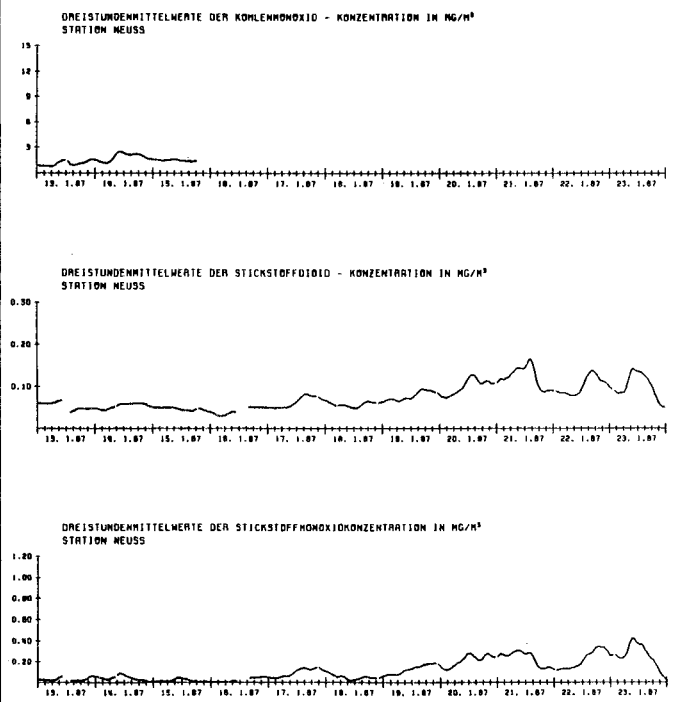 DREISTUNDENMITTELWERTE DER KOHLENMONOXID - KONZENTRATION IN MG/M³
STATION NEUSS
15
12
9
6
3
13. 1.87 14. 1.87 15. 1.87 16. 1.87 17. 1.87 18. 1.87 19. 1.87 20. 1.87 21. 1.87 22. 1.87 23. 1.87
DREISTUNDENMITTELWERTE DER STICKSTOFFDIOXID - KONZENTRATION IN MG/M³
STATION NEUSS
0.30
0.20
0.10
13. 1.87 14. 1.87 15. 1.87 16. 1.87 17. 1.87 18. 1.87 19. 1.87 20. 1.87 21. 1.87 22. 1.87 23. 1.87
DREISTUNDENMITTELWERTE DER STICKSTOFFMONOXIDKONZENTRATION IN MG/M³
STATION NEUSS
1.20
1.00
0.80
0.60
0.40
0.20
13. 1.87 14. 1.87 15. 1.87 16. 1.87 17. 1.87 18. 1.87 19. 1.87 20. 1.87 21. 1.87 22. 1.87 23. 1.87